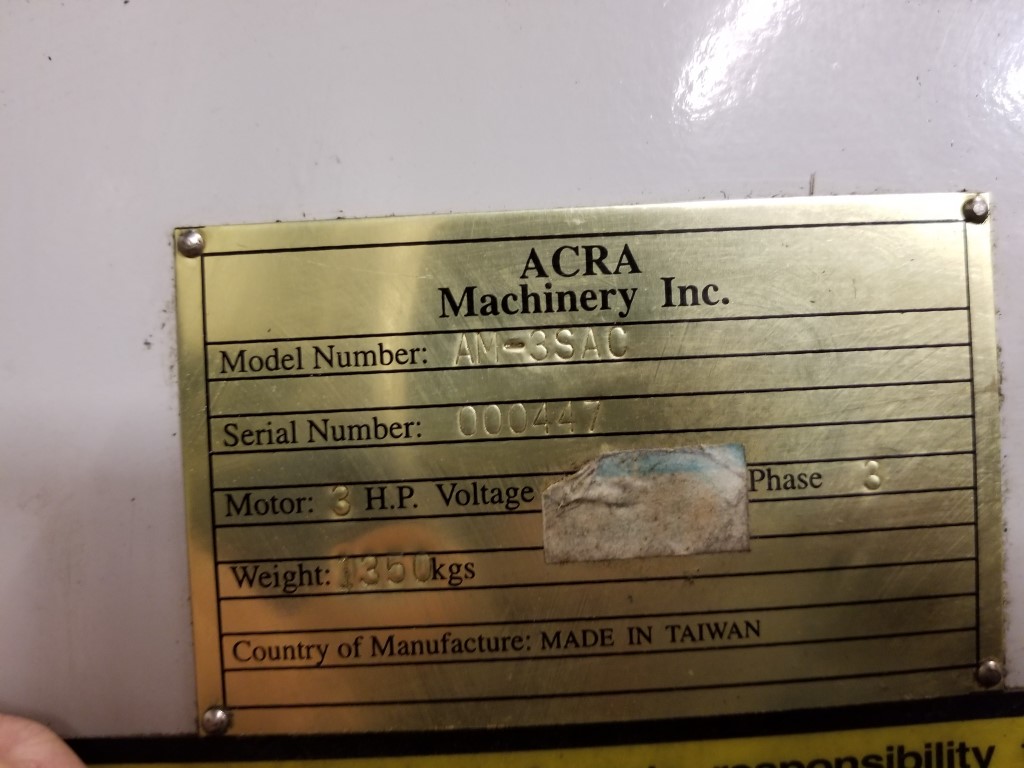 ACRA
Machinery Inc.
Model Number: AM-3SAC
Serial Number: 000447
Motor: 3 H.P. Voltage Phase 3
Weight: 1350kgs
Country of Manufacture: MADE IN TAIWAN
responsibility